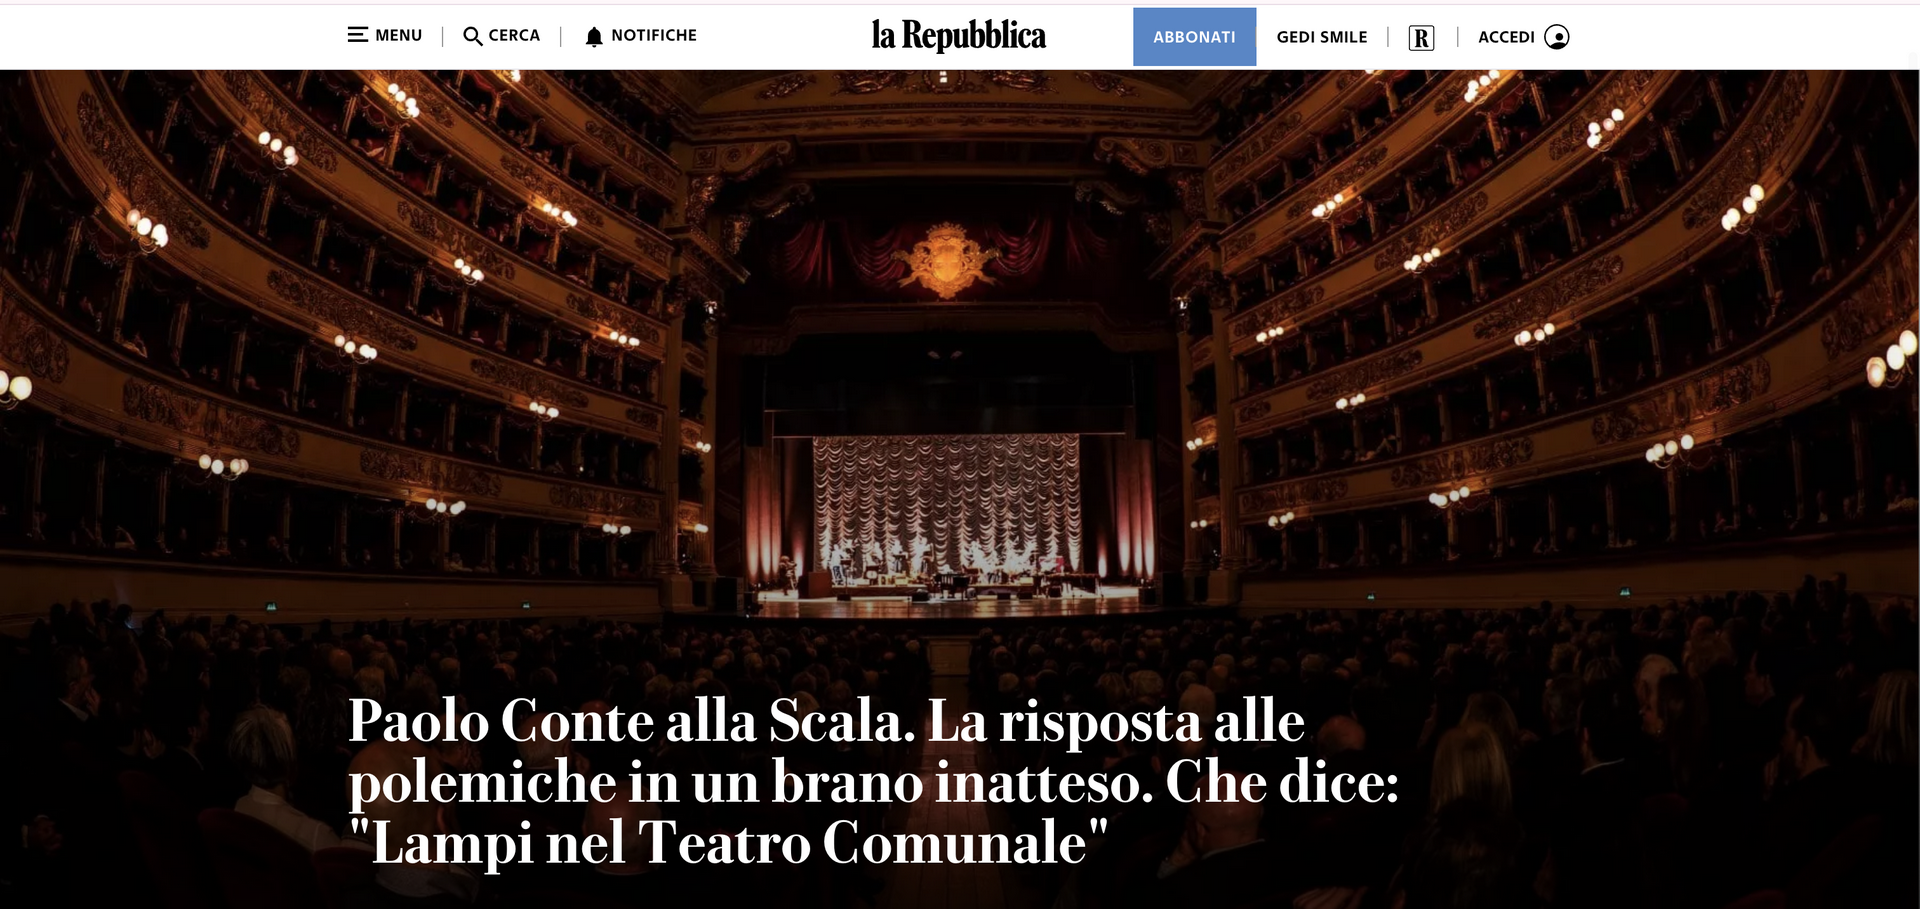 MENU
CERCA
NOTIFICHE
la Repubblica
ABBONATI
GEDI SMILE
R
ACCEDI
Paolo Conte alla Scala. La risposta alle
polemiche in un brano inatteso. Che dice:
"Lampi nel Teatro Comunale"